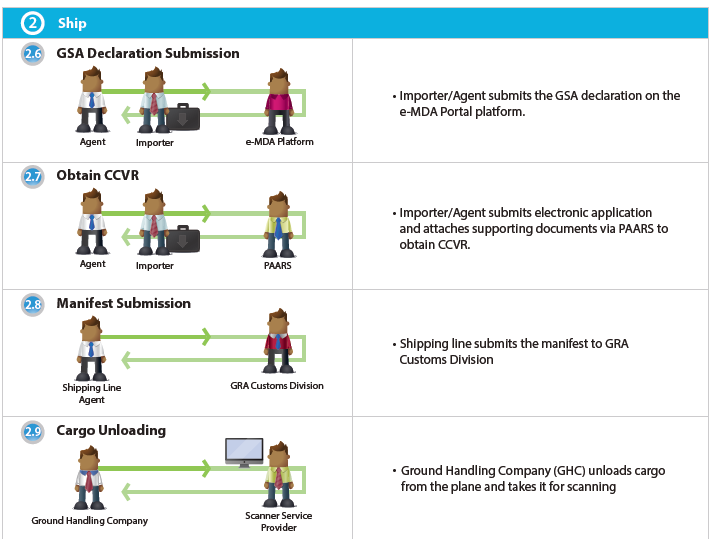 2 Ship
2.6 GSA Declaration Submission
Agent
Importer
e-MDA Platform
• Importer/Agent submits the GSA declaration on the
e-MDA Portal platform.
2.7 Obtain CCVR
Agent
Importer
PAARS
• Importer/Agent submits electronic application
and attaches supporting documents via PAARS to
obtain CCVR.
2.8 Manifest Submission
Shipping Line
Agent
GRA Customs Division
• Shipping line submits the manifest to GRA
Customs Division
2.9 Cargo Unloading
Ground Handling Company
Scanner Service
Provider
• Ground Handling Company (GHC) unloads cargo
from the plane and takes it for scanning